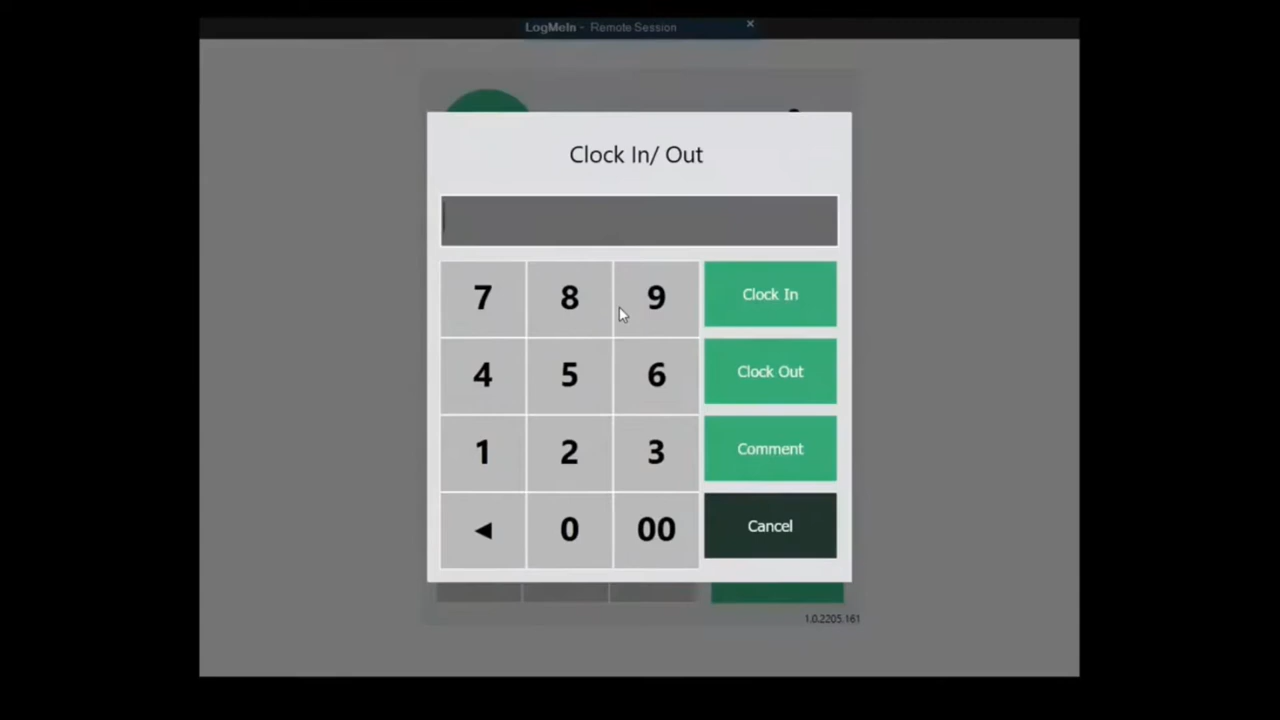 LogMeIn - Remote Session ×
Clock In/ Out
7 8 9 Clock In
4 5 6 Clock Out
1 2 3 Comment
◄ 0 00 Cancel
1.0.2205.161